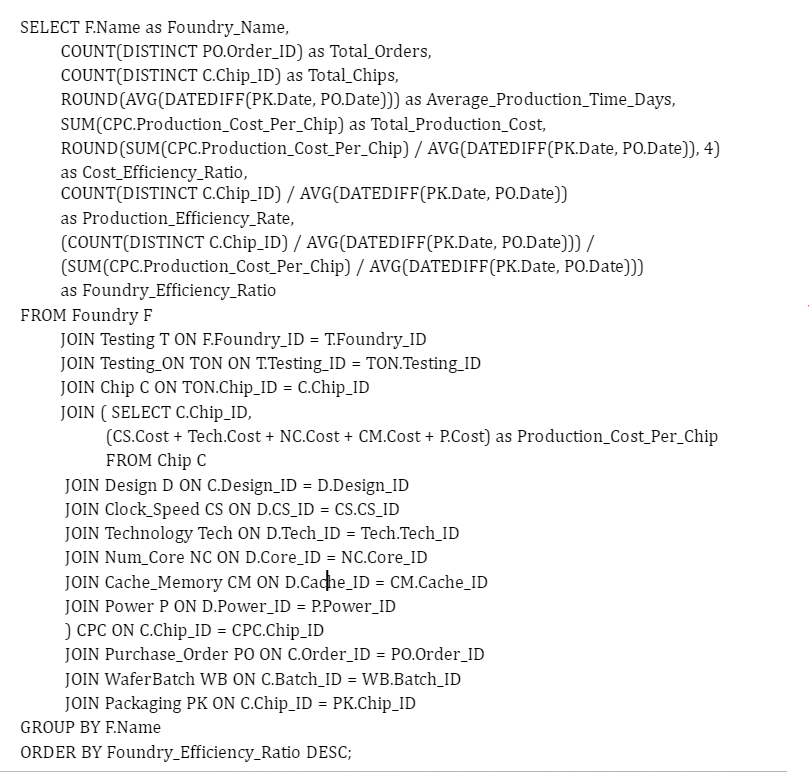 SELECT F.Name as Foundry_Name,
COUNT(DISTINCT PO.Order_ID) as Total_Orders,
COUNT(DISTINCT C.Chip_ID) as Total_Chips,
ROUND(AVG(DATEDIFF(PK.Date, PO.Date))) as Average_Production_Time_Days,
SUM(CPC.Production_Cost_Per_Chip) as Total_Production_Cost,
ROUND(SUM(CPC.Production_Cost_Per_Chip) / AVG(DATEDIFF(PK.Date, PO.Date)), 4)
as Cost_Efficiency_Ratio,
COUNT(DISTINCT C.Chip_ID) / AVG(DATEDIFF(PK.Date, PO.Date))
as Production_Efficiency_Rate,
(COUNT(DISTINCT C.Chip_ID) / AVG(DATEDIFF(PK.Date, PO.Date))) /
(SUM(CPC.Production_Cost_Per_Chip) / AVG(DATEDIFF(PK.Date, PO.Date)))
as Foundry_Efficiency_Ratio
FROM Foundry F
JOIN Testing T ON F.Foundry_ID = T.Foundry_ID
JOIN Testing_ON TON ON T.Testing_ID = TON.Testing_ID
JOIN Chip C ON TON.Chip_ID = C.Chip_ID
JOIN ( SELECT C.Chip_ID,
(CS.Cost + Tech.Cost + NC.Cost + CM.Cost + P.Cost) as Production_Cost_Per_Chip
FROM Chip C
JOIN Design D ON C.Design_ID = D.Design_ID
JOIN Clock_Speed CS ON D.CS_ID = CS.CS_ID
JOIN Technology Tech ON D.Tech_ID = Tech.Tech_ID
JOIN Num_Core NC ON D.Core_ID = NC.Core_ID
JOIN Cache_Memory CM ON D.Cache_ID = CM.Cache_ID
JOIN Power P ON D.Power_ID = P.Power_ID
) CPC ON C.Chip_ID = CPC.Chip_ID
JOIN Purchase_Order PO ON C.Order_ID = PO.Order_ID
JOIN WaferBatch WB ON C.Batch_ID = WB.Batch_ID
JOIN Packaging PK ON C.Chip_ID = PK.Chip_ID
GROUP BY F.Name
ORDER BY Foundry_Efficiency_Ratio DESC;